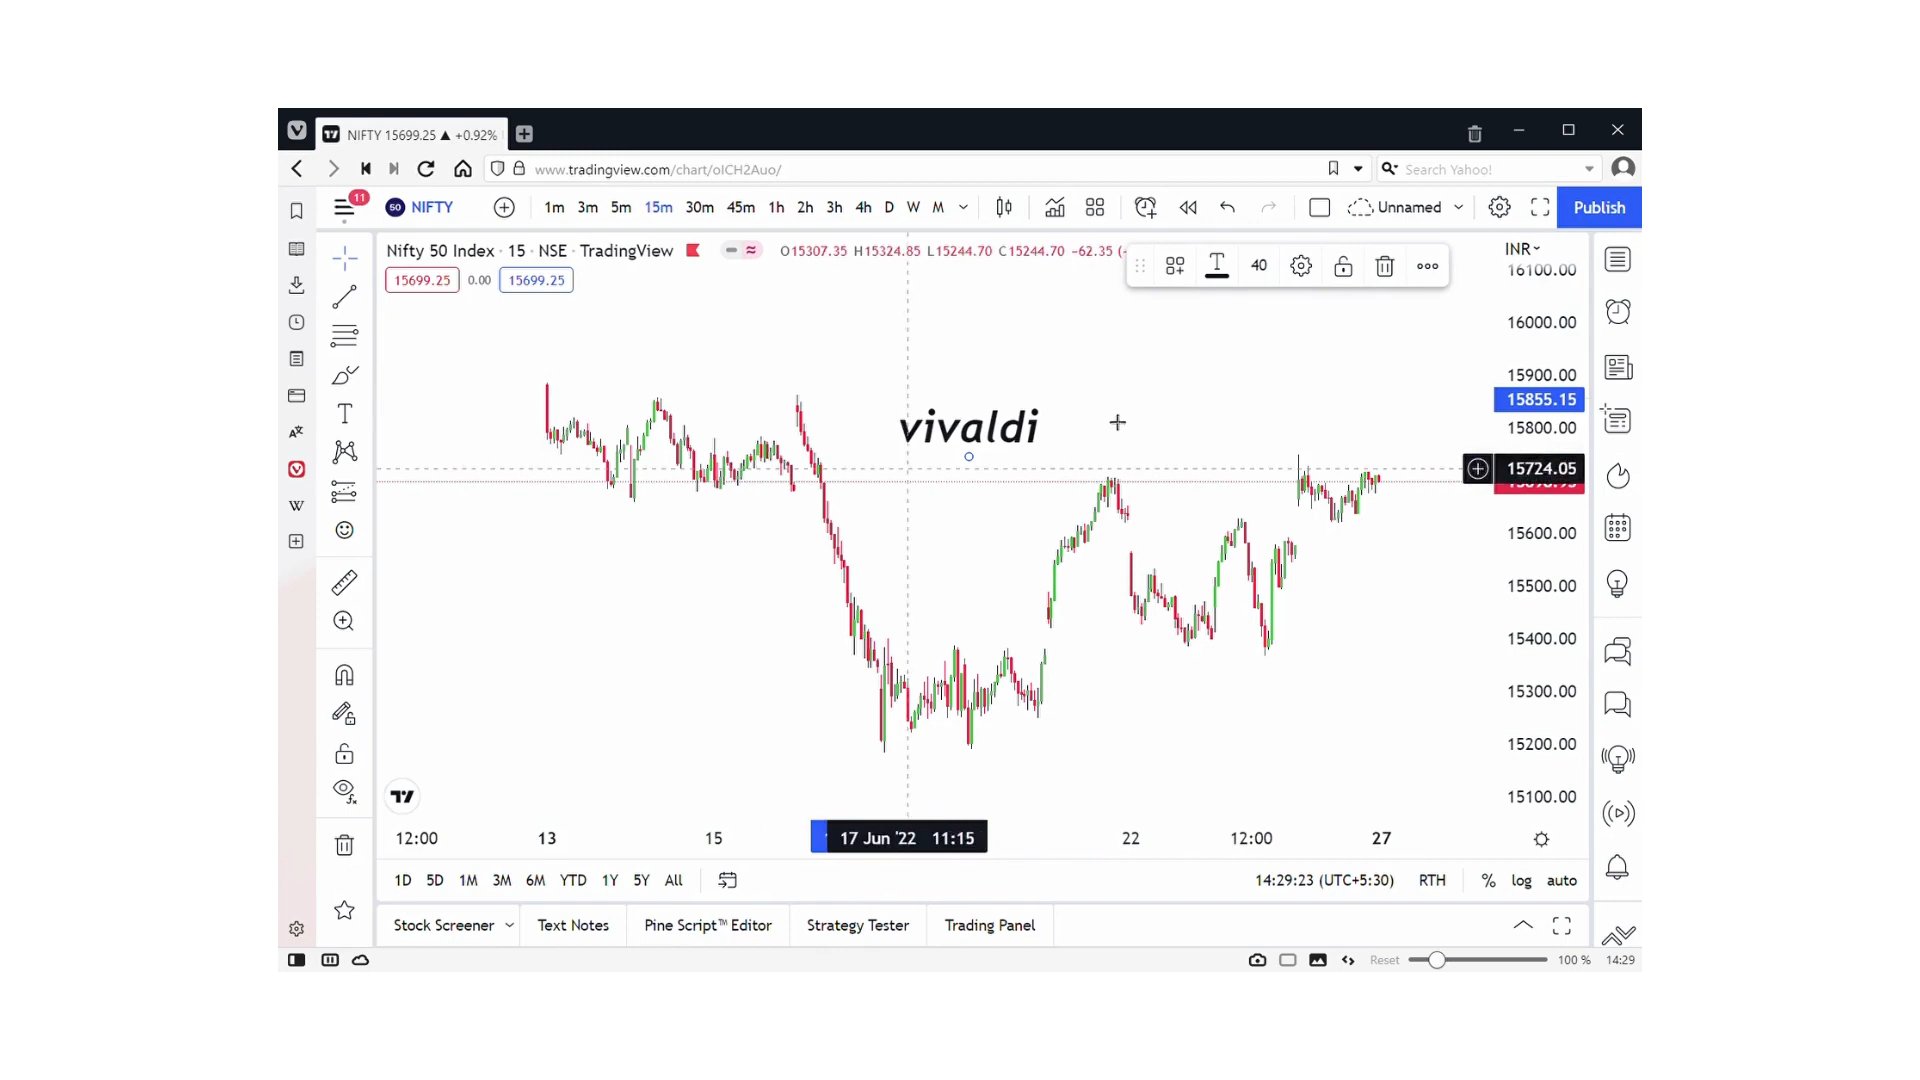 NIFTY 15699.25 ▲ +0.92%
www.tradingview.com/chart/oICH2Auo/
Search Yahoo!
11
50 NIFTY
1m 3m 5m 15m 30m 45m 1h 2h 3h 4h D W M
Unnamed
Publish
Nifty 50 Index · 15 · NSE · TradingView
O15307.35 H15324.85 L15244.70 C15244.70 -62.35 (-
15699.25 0.00 15699.25
40
INR
16100.00
16000.00
15900.00
15855.15
15800.00
vivaldi
15724.05
15600.00
15500.00
15400.00
15300.00
15200.00
15100.00
12:00 13 15 17 Jun '22 11:15 22 12:00 27
1D 5D 1M 3M 6M YTD 1Y 5Y All
14:29:23 (UTC+5:30) RTH % log auto
Stock Screener Text Notes Pine Script™ Editor Strategy Tester Trading Panel
Reset 100 % 14:29